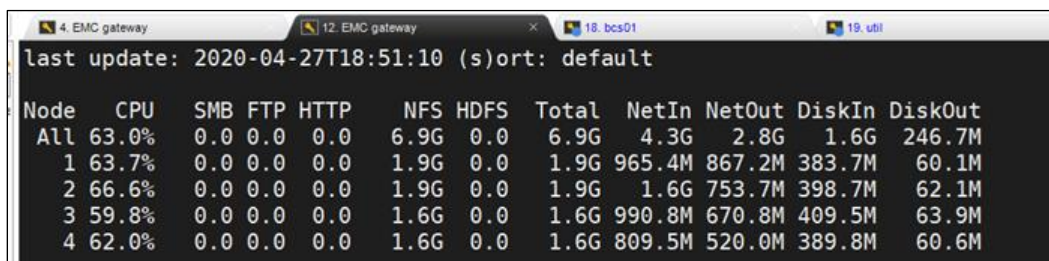 4. EMC gateway 12. EMC gateway × 18. bcs01 19. util
last update: 2020-04-27T18:51:10 (s)ort: default
Node CPU SMB FTP HTTP NFS HDFS Total NetIn NetOut DiskIn DiskOut
All 63.0% 0.0 0.0 0.0 6.9G 0.0 6.9G 4.3G 2.8G 1.6G 246.7M
1 63.7% 0.0 0.0 0.0 1.9G 0.0 1.9G 965.4M 867.2M 383.7M 60.1M
2 66.6% 0.0 0.0 0.0 1.9G 0.0 1.9G 1.6G 753.7M 398.7M 62.1M
3 59.8% 0.0 0.0 0.0 1.6G 0.0 1.6G 990.8M 670.8M 409.5M 63.9M
4 62.0% 0.0 0.0 0.0 1.6G 0.0 1.6G 809.5M 520.0M 389.8M 60.6M